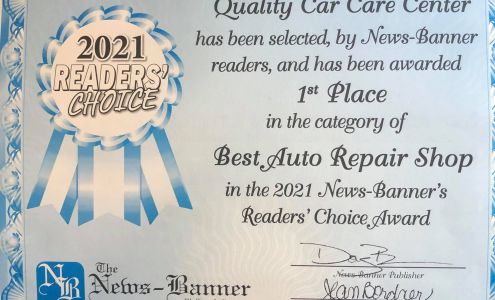 Quality Car Care Center
has been selected, by News-Banner
readers, and has been awarded
1st Place
in the category of
Best Auto Repair Shop
in the 2021 News-Banner's
Readers' Choice Award
2021
READERS'
CHOICE
News-Banner Publisher
NB
The
News-Banner